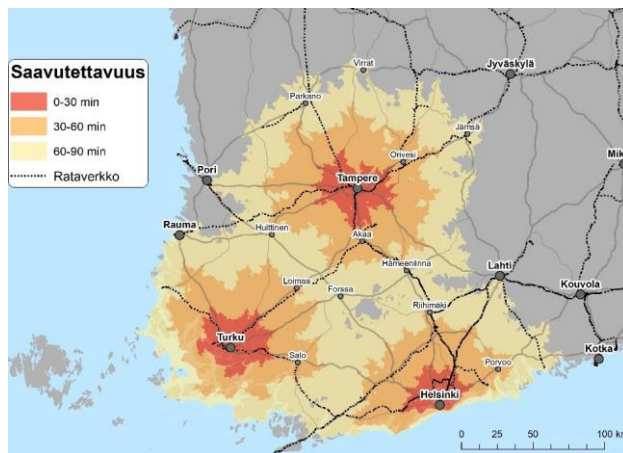 Saavutettavuus
0-30 min
30-60 min
60-90 min
Rataverkko
Virrat
Jyväskylä
Parkano
Jämsä
Orivesi
Pori
Tampere
Rauma
Huittinen
Akaa
Hämeenlinna
Lahti
Loimaa
Forssa
Kouvola
Riihimäki
Turku
Salo
Porvoo
Kotka
Helsinki
0 25 50 100